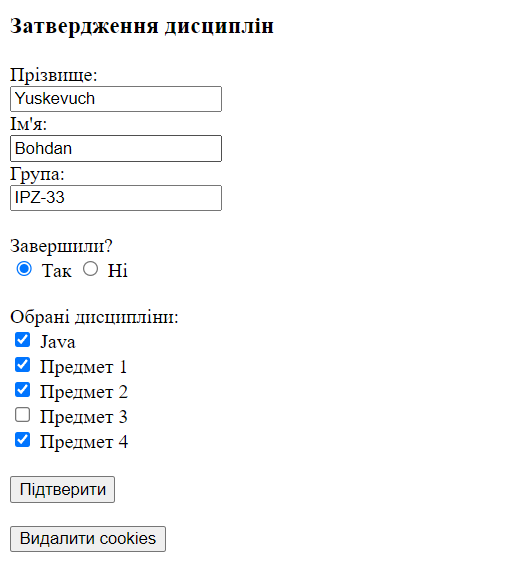 Затвердження дисциплін
Прізвище:
Yuskevuch
Ім'я:
Bohdan
Група:
IPZ-33
Завершили?
Так Ні
Обрані дисципліни:
Java
Предмет 1
Предмет 2
Предмет 3
Предмет 4
Підтверити
Видалити cookies